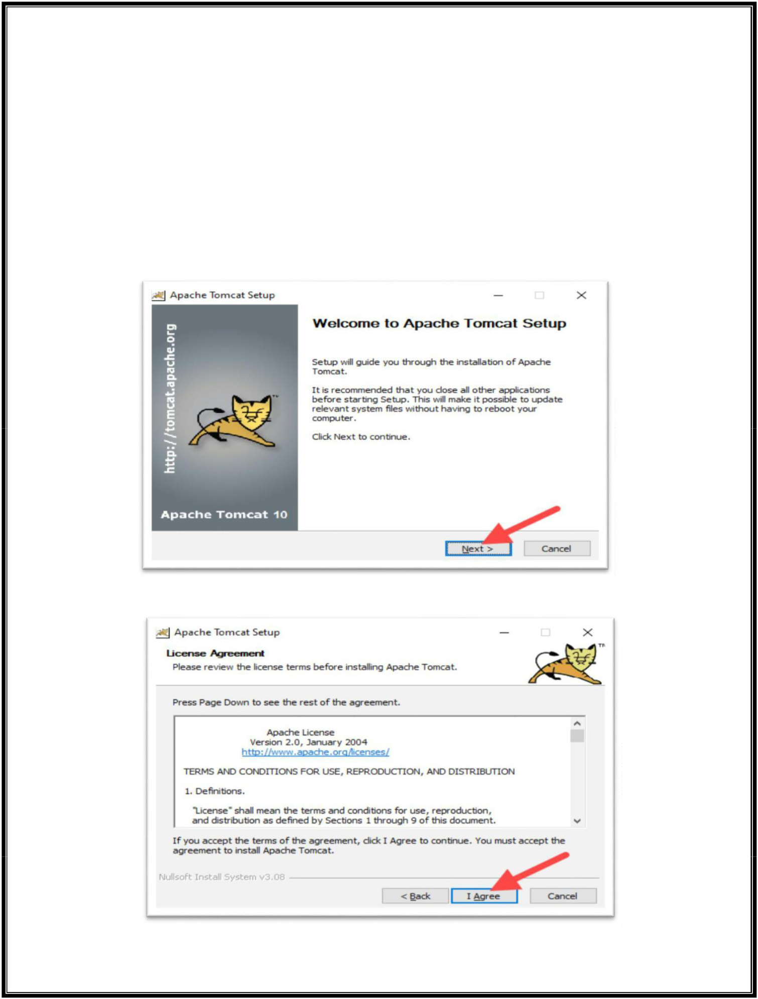 Apache Tomcat Setup
http://tomcat.apache.org
TM
Apache Tomcat 10
Welcome to Apache Tomcat Setup
Setup will guide you through the installation of Apache
Tomcat.
It is recommended that you close all other applications
before starting Setup. This will make it possible to update
relevant system files without having to reboot your
computer.
Click Next to continue.
Next >
Cancel
Apache Tomcat Setup
License Agreement
Please review the license terms before installing Apache Tomcat.
TM
Press Page Down to see the rest of the agreement.
Apache License
Version 2.0, January 2004
http://www.apache.org/licenses/
TERMS AND CONDITIONS FOR USE, REPRODUCTION, AND DISTRIBUTION
1. Definitions.
"License" shall mean the terms and conditions for use, reproduction,
and distribution as defined by Sections 1 through 9 of this document.
If you accept the terms of the agreement, click I Agree to continue. You must accept the
agreement to install Apache Tomcat.
Nullsoft Install System v3.08
< Back
I Agree
Cancel